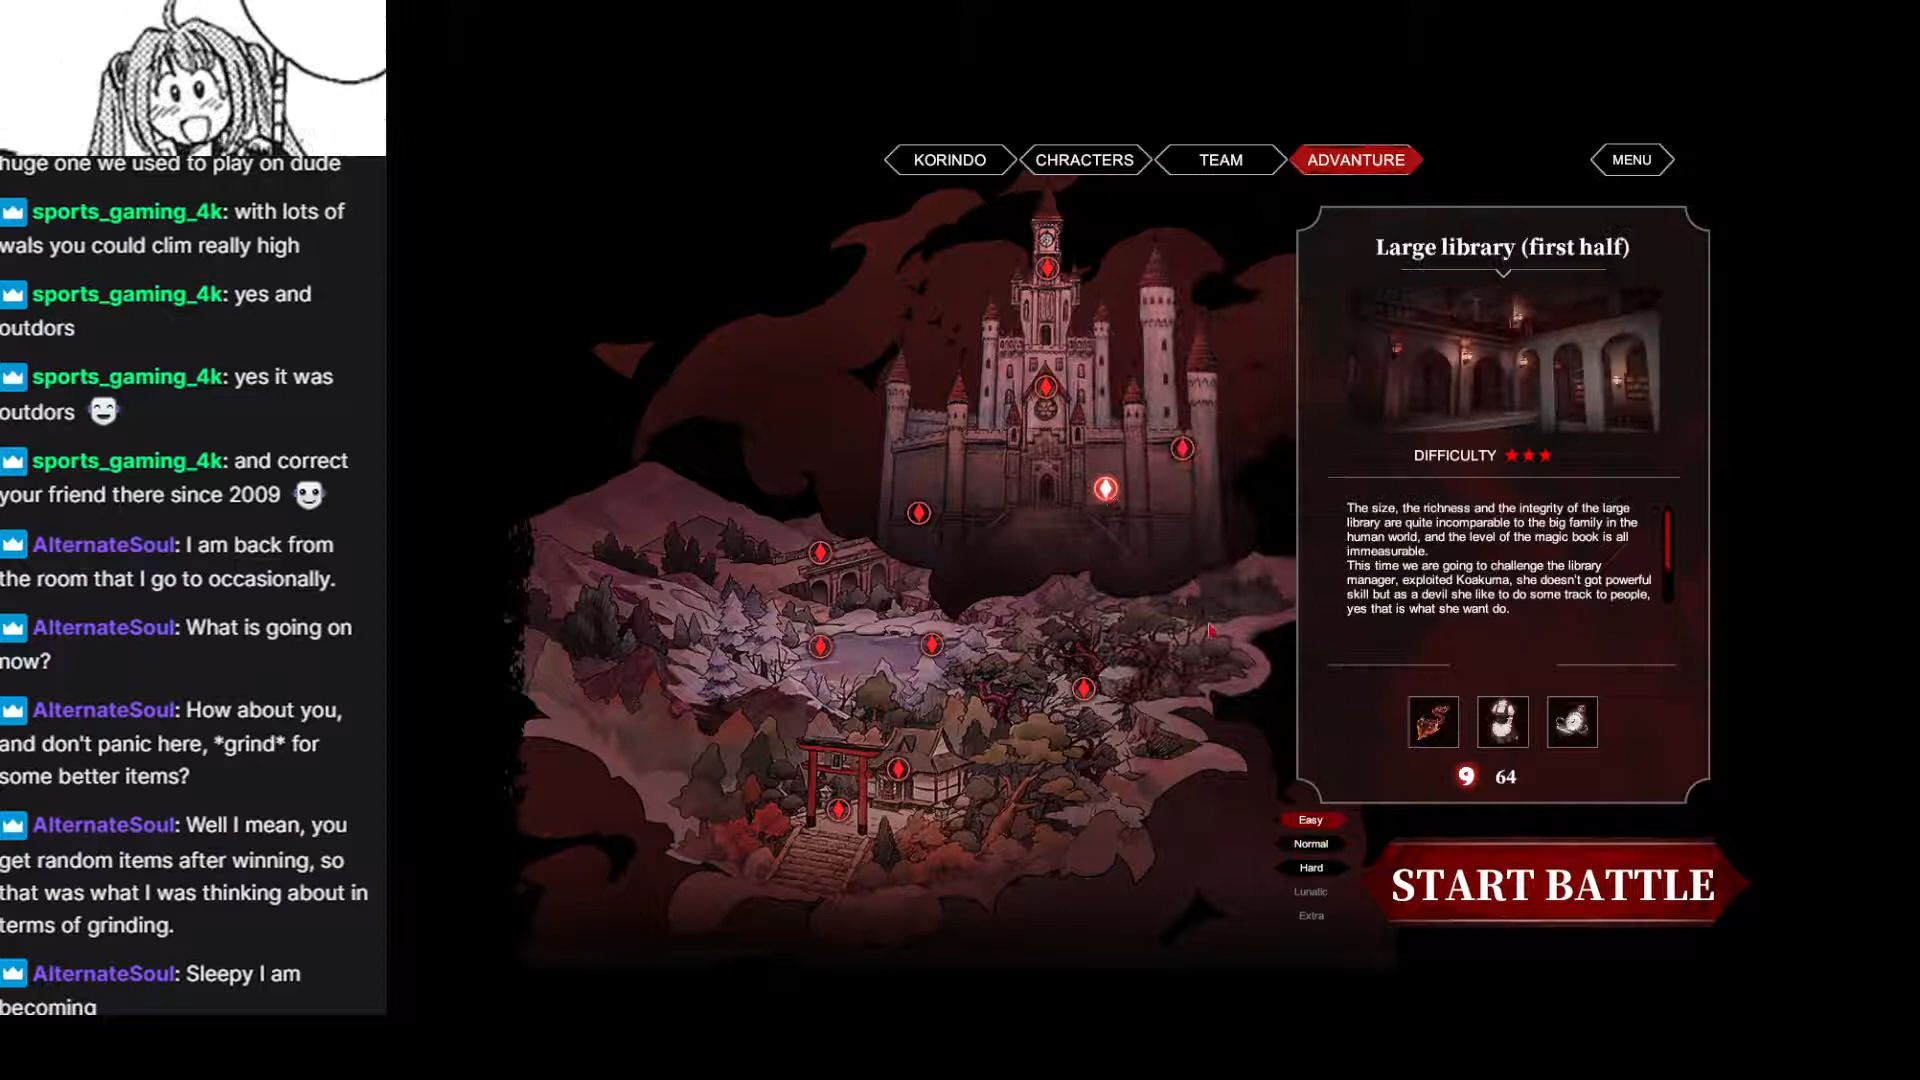 huge one we used to play on dude
sports_gaming_4k: with lots of
wals you could clim really high
sports_gaming_4k: yes and
outdors
sports_gaming_4k: yes it was
outdors
sports_gaming_4k: and correct
your friend there since 2009
AlternateSoul: I am back from
the room that I go to occasionally.
AlternateSoul: What is going on
now?
AlternateSoul: How about you,
and don't panic here, *grind* for
some better items?
AlternateSoul: Well I mean, you
get random items after winning, so
that was what I was thinking about in
terms of grinding.
AlternateSoul: Sleepy I am
becoming
KORINDO
CHRACTERS
TEAM
ADVANTURE
MENU
Large library (first half)
DIFFICULTY ★★★
The size, the richness and the integrity of the large
library are quite incomparable to the big family in the
human world, and the level of the magic book is all
immeasurable.
This time we are going to challenge the library
manager, exploited Koakuma, she doesn't got powerful
skill but as a devil she like to do some track to people,
yes that is what she want do.
64
Easy
Normal
Hard
Lunatic
Extra
START BATTLE